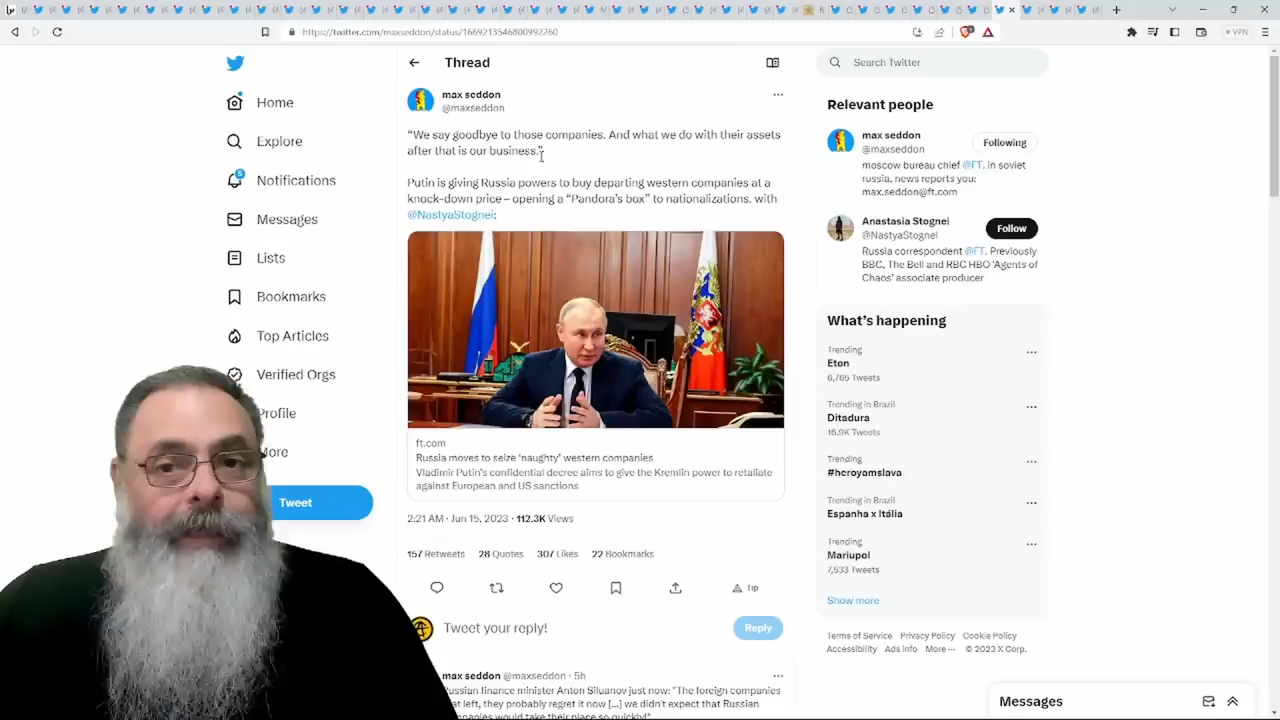 https://twitter.com/maxseddon/status/1669213546800992260
VPN
Home
Explore
5
Notifications
Messages
Lists
Bookmarks
Top Articles
Verified Orgs
Profile
More
Tweet
Thread
max seddon
@maxseddon
“We say goodbye to those companies. And what we do with their assets
after that is our business.”
Putin is giving Russia powers to buy departing western companies at a
knock-down price – opening a “Pandora’s box” to nationalizations. with
@NastyaStognei:
ft.com
Russia moves to seize ‘naughty’ western companies
Vladimir Putin’s confidential decree aims to give the Kremlin power to retaliate
against European and US sanctions
2:21 AM · Jun 15, 2023 · 112.3K Views
157 Retweets 28 Quotes 307 Likes 22 Bookmarks
Tip
Tweet your reply!
Reply
max seddon @maxseddon · 5h
Russian finance minister Anton Siluanov just now: "The foreign companies
at left, they probably regret it now [...] we didn’t expect that Russian
companies would take their place so quickly!"
Search Twitter
Relevant people
max seddon
@maxseddon
Following
moscow bureau chief @FT. in soviet
russia, news reports you:
max.seddon@ft.com
Anastasia Stognei
@NastyaStognei
Follow
Russia correspondent @FT. Previously
BBC, The Bell and RBC HBO ‘Agents of
Chaos’ associate producer
What’s happening
Trending
Eton
6,765 Tweets
Trending in Brazil
Ditadura
16.9K Tweets
Trending
#heroyamslava
Trending in Brazil
Espanha x Itália
Trending
Mariupol
7,533 Tweets
Show more
Terms of Service Privacy Policy Cookie Policy
Accessibility Ads info More ··· © 2023 X Corp.
Messages